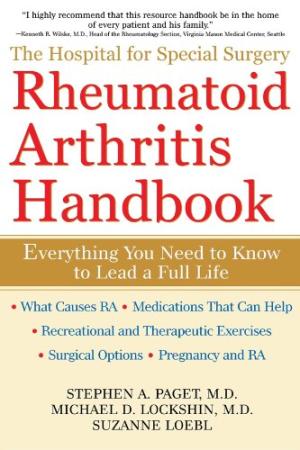 "I highly recommend that this resource handbook be in the home
of every patient and his family."
—Kenneth R. Wilske, M.D., Head of the Rheumatology Section, Virginia Mason Medical Center, Seattle
The Hospital for Special Surgery
Rheumatoid
Arthritis
Handbook
Everything You Need to Know
to Lead a Full Life
• What Causes RA • Medications That Can Help
• Recreational and Therapeutic Exercises
• Surgical Options • Pregnancy and RA
STEPHEN A. PAGET, M.D.
MICHAEL D. LOCKSHIN, M.D.
SUZANNE LOEBL